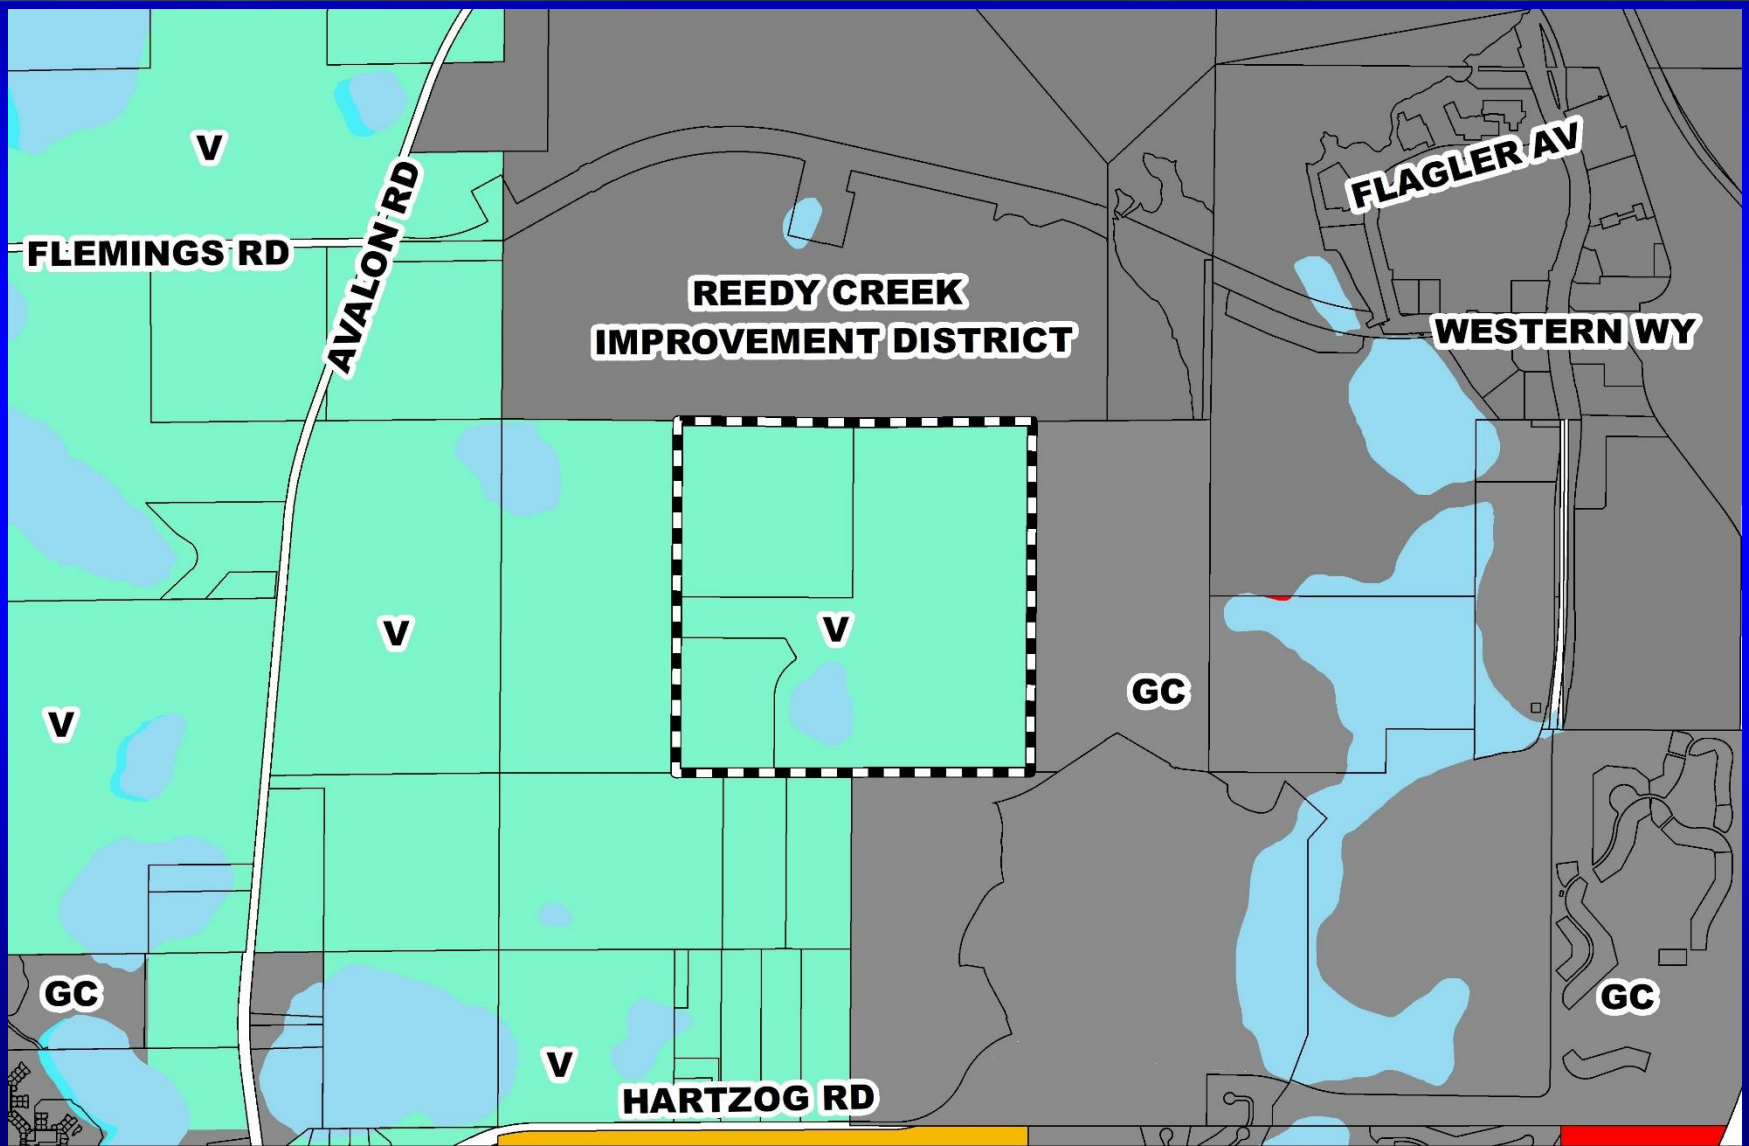 V
FLAGLER AV
AVALON RD
FLEMINGS RD
REEDY CREEK
IMPROVEMENT DISTRICT
WESTERN WY
V
V
GC
V
GC
GC
V
HARTZOG RD